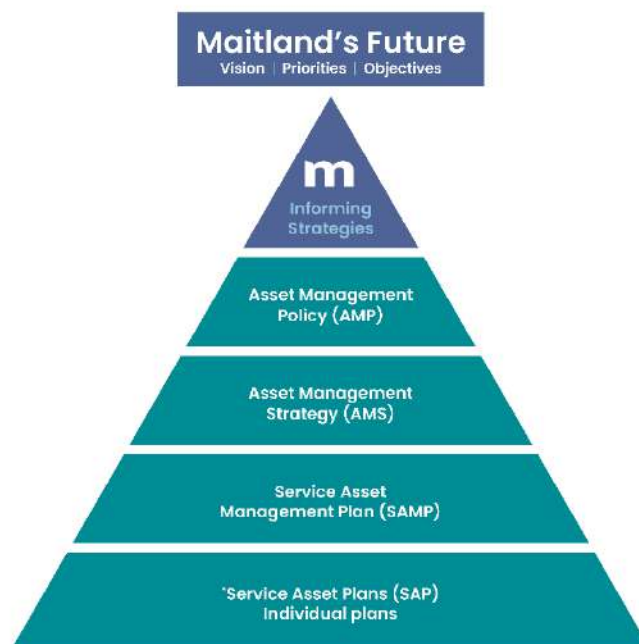 Maitland's Future
Vision | Priorities | Objectives
m
Informing
Strategies
Asset Management
Policy (AMP)
Asset Management
Strategy (AMS)
Service Asset
Management Plan (SAMP)
*Service Asset Plans (SAP)
Individual plans